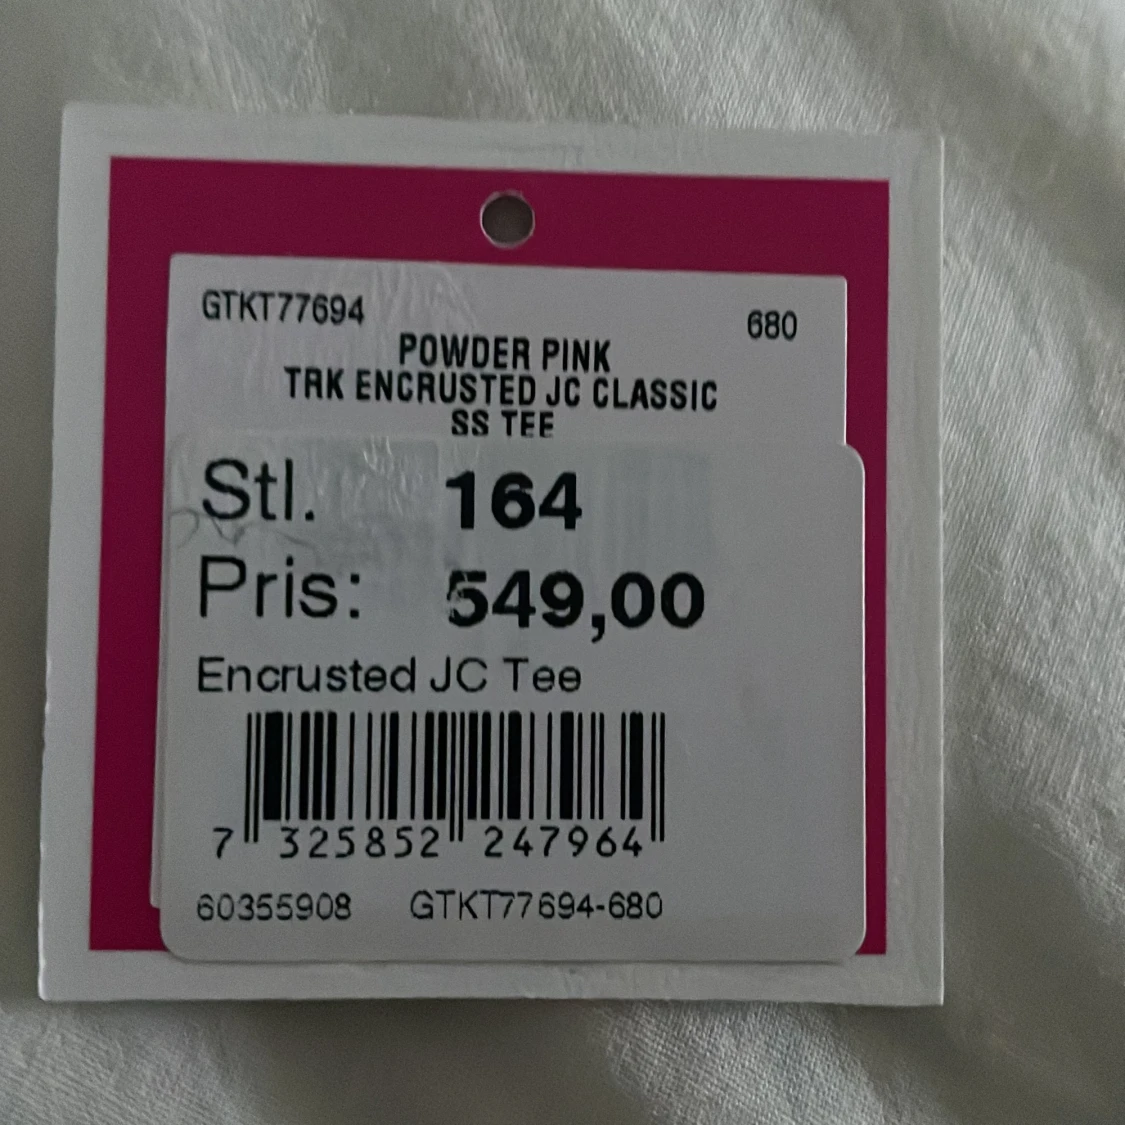 GTKT77694 680
POWDER PINK
TRK ENCRUSTED JC CLASSIC
SS TEE
Stl. 164
Pris: 549,00
Encrusted JC Tee
7 325852 247964
60355908 GTKT77694-680